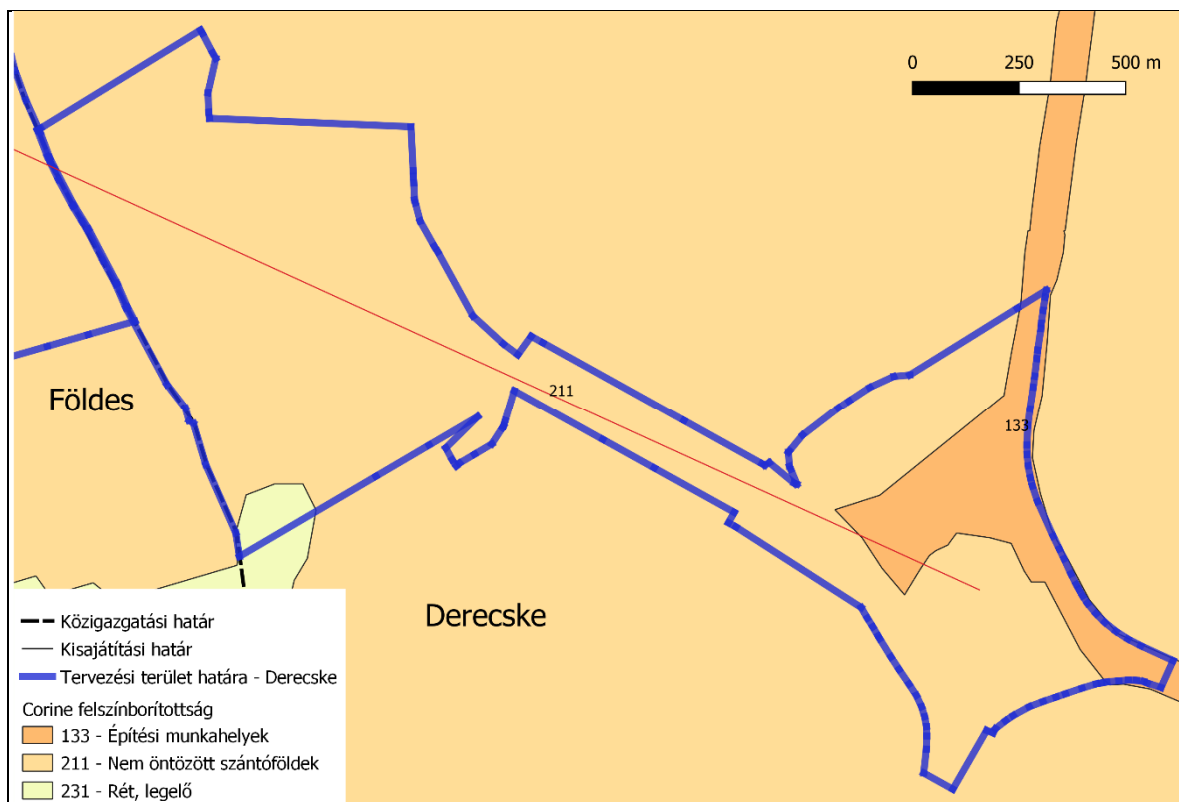 0 250 500 m
211
Földes
133
Derecske
Közigazgatási határ
Kisajátítási határ
Tervezési terület határa - Derecske
Corine felszínborítottság
133 - Építési munkahelyek
211 - Nem öntözött szántóföldek
231 - Rét, legelő